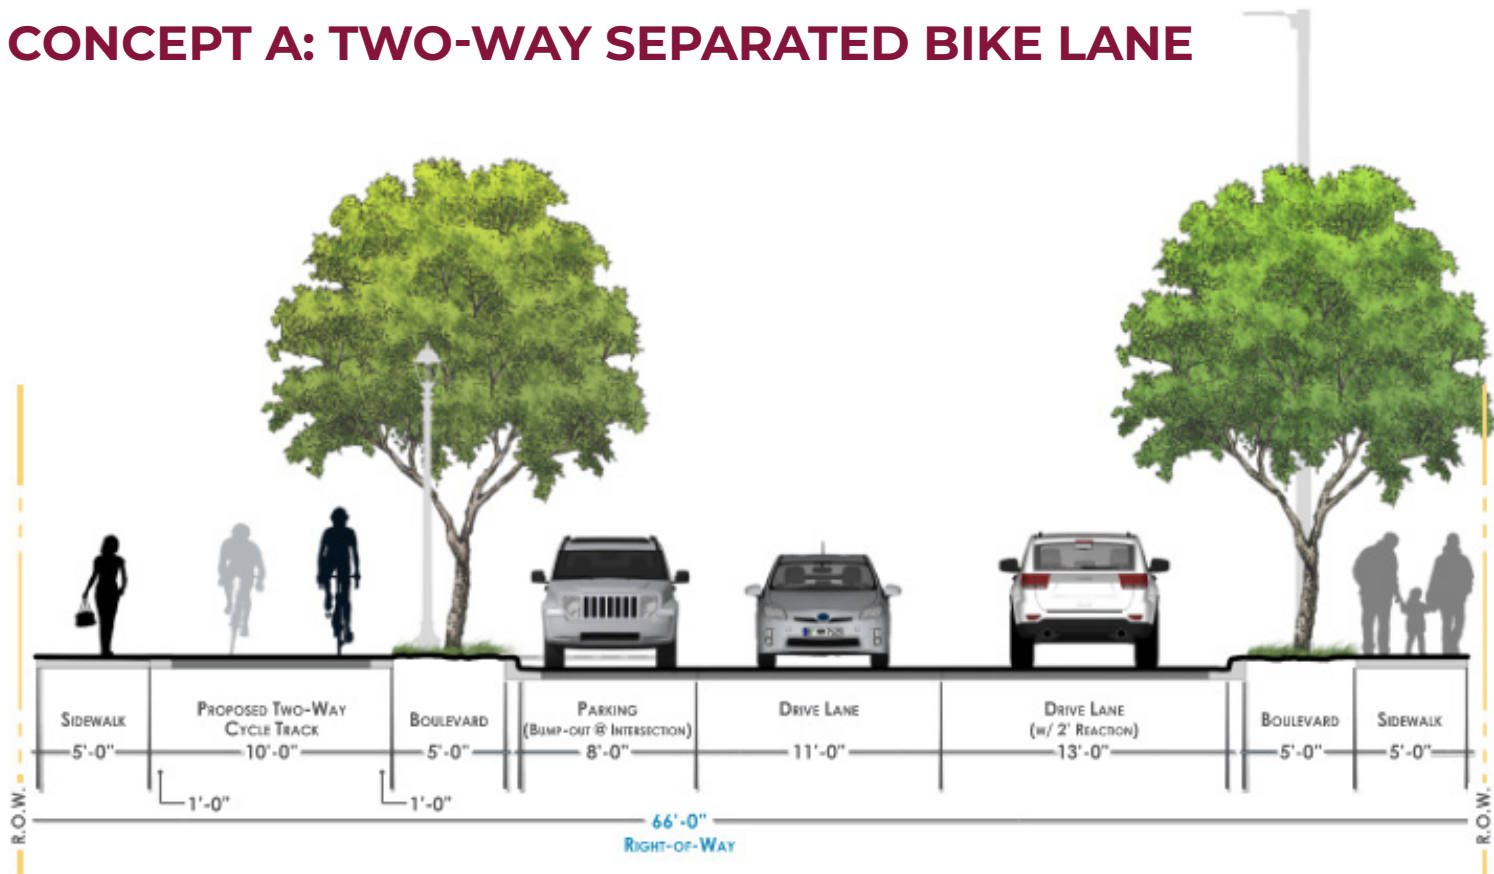 CONCEPT A: TWO-WAY SEPARATED BIKE LANE
SIDEWALK
5'-0"
PROPOSED TWO-WAY
CYCLE TRACK
10'-0"
BOULEVARD
5'-0"
PARKING
(BUMP-OUT @ INTERSECTION)
8'-0"
DRIVE LANE
11'-0"
DRIVE LANE
(W/ 2' REACTION)
13'-0"
BOULEVARD
5'-0"
SIDEWALK
5'-0"
1'-0"
1'-0"
R.O.W.
66'-0"
RIGHT-OF-WAY
R.O.W.